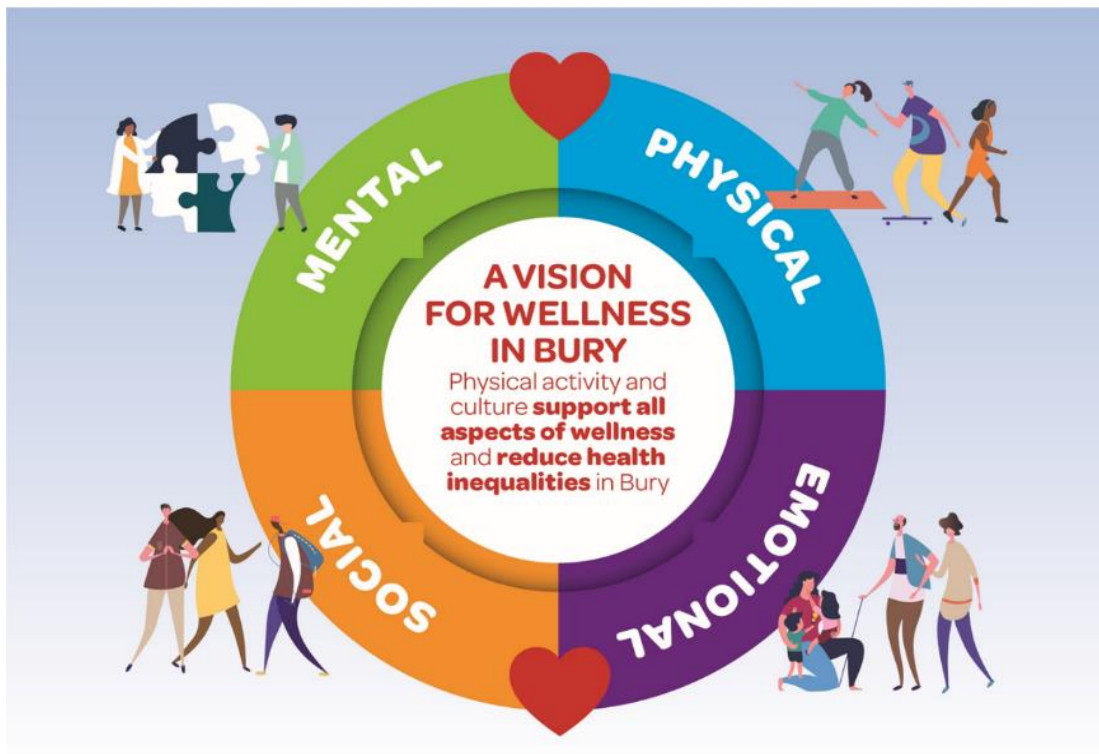 MENTAL
PHYSICAL
A VISION
FOR WELLNESS
IN BURY
Physical activity and
culture support all
aspects of wellness
and reduce health
inequalities in Bury
SOCIAL
EMOTIONAL